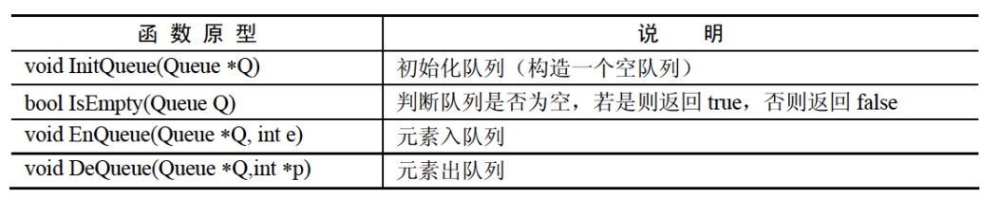 函 数 原 型 说 明
void InitQueue(Queue *Q) 初始化队列（构造一个空队列）
bool IsEmpty(Queue Q) 判断队列是否为空，若是则返回 true，否则返回 false
void EnQueue(Queue *Q, int e) 元素入队列
void DeQueue(Queue *Q,int *p) 元素出队列